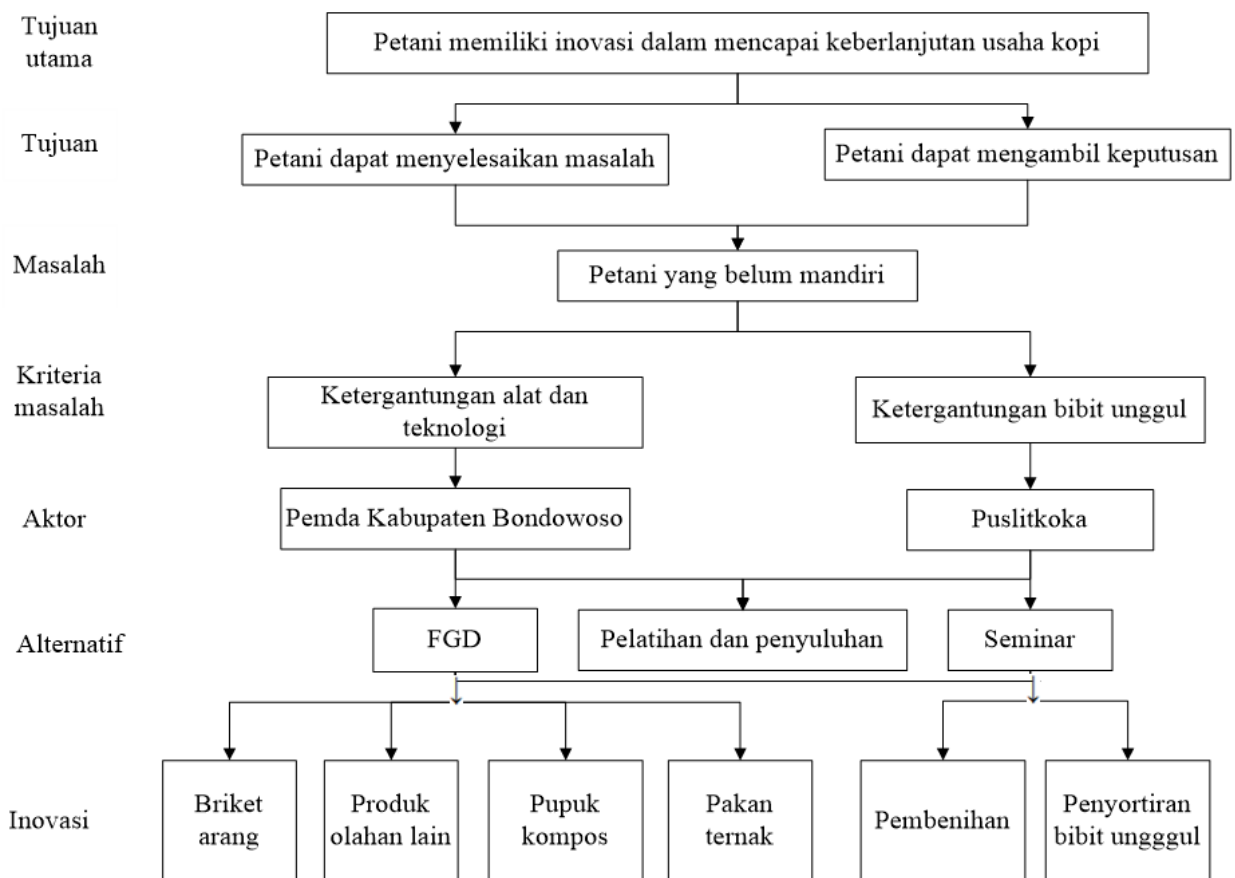 Tujuan
utama
Petani memiliki inovasi dalam mencapai keberlanjutan usaha kopi
Tujuan
Petani dapat menyelesaikan masalah
Petani dapat mengambil keputusan
Masalah
Petani yang belum mandiri
Kriteria
masalah
Ketergantungan alat dan
teknologi
Ketergantungan bibit unggul
Aktor
Pemda Kabupaten Bondowoso
Puslitkoka
Alternatif
FGD
Pelatihan dan penyuluhan
Seminar
Inovasi
Briket
arang
Produk
olahan lain
Pupuk
kompos
Pakan
ternak
Pembenihan
Penyortiran
bibit ungggul